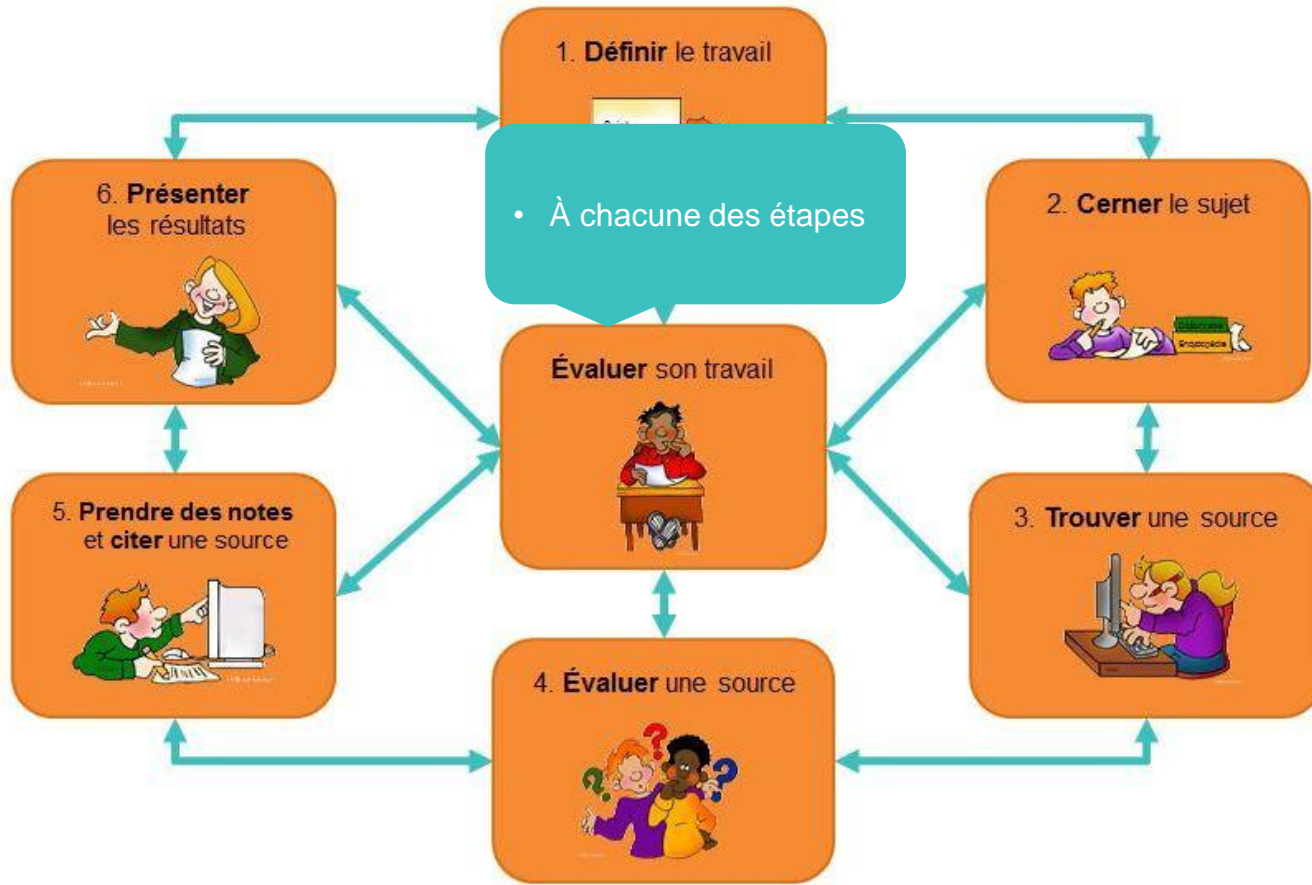 1. Définir le travail
• À chacune des étapes
6. Présenter
les résultats
2. Cerner le sujet
Évaluer son travail
5. Prendre des notes
et citer une source
3. Trouver une source
4. Évaluer une source